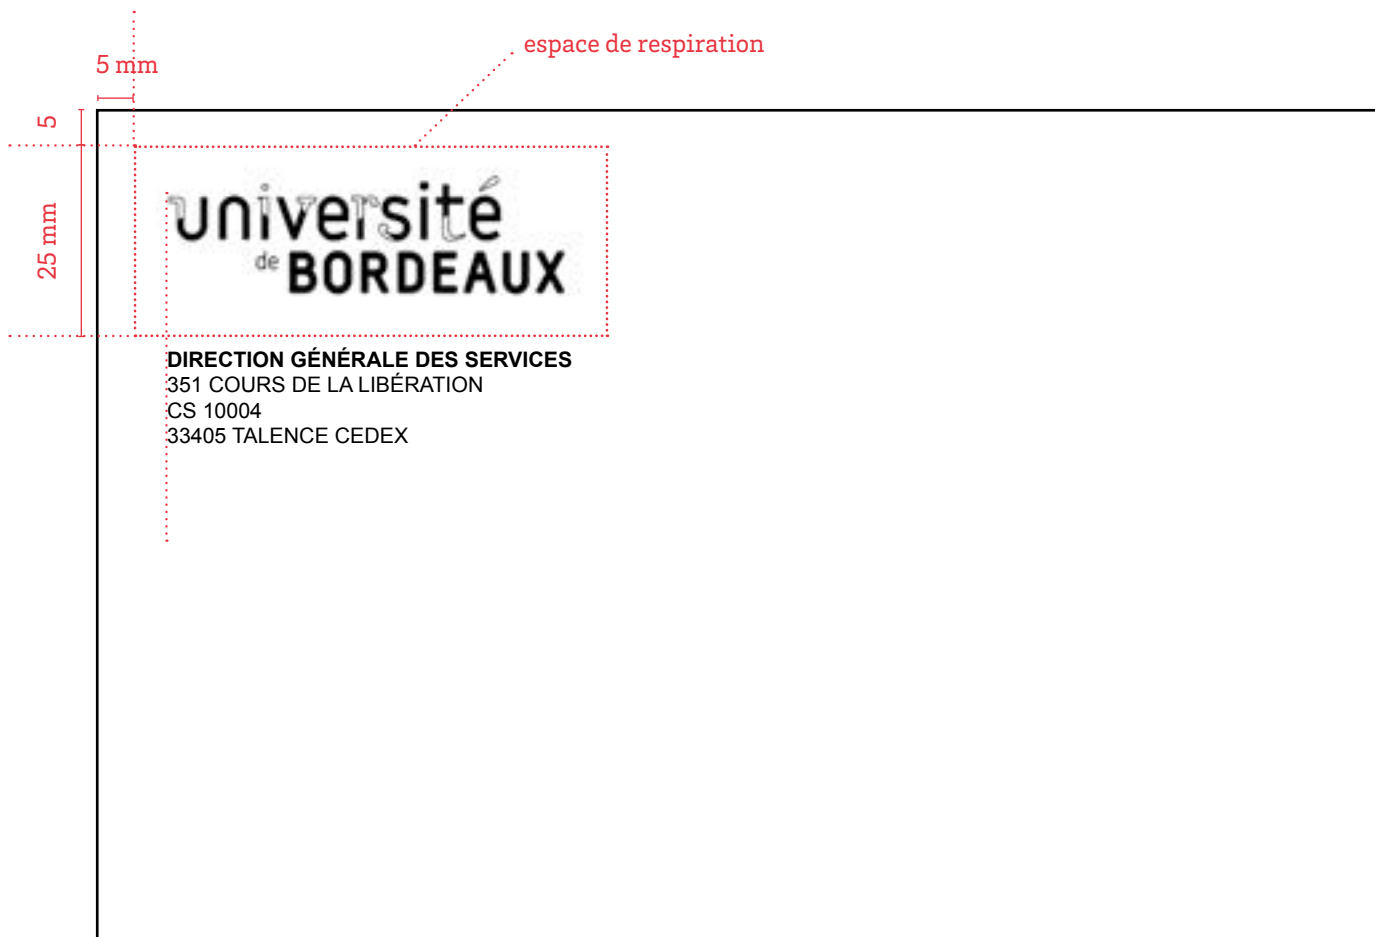 espace de respiration
5 mm
5
25 mm
université
de BORDEAUX
DIRECTION GÉNÉRALE DES SERVICES
351 COURS DE LA LIBÉRATION
CS 10004
33405 TALENCE CEDEX